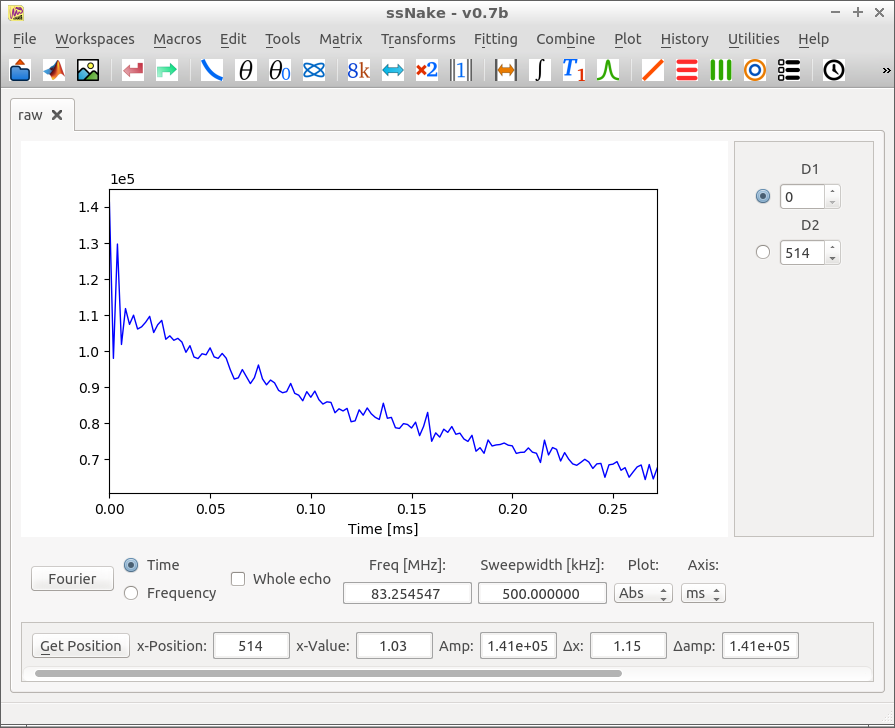 ssNake - v0.7b
File Workspaces Macros Edit Tools Matrix Transforms Fitting Combine Plot History Utilities Help
θ θ0 8k ×2 |1| ∫ T1 »
raw
1e5
1.4
1.3
1.2
1.1
1.0
0.9
0.8
0.7
0.00 0.05 0.10 0.15 0.20 0.25
Time [ms]
D1
0
D2
514
Fourier
Time
Frequency
Whole echo
Freq [MHz]: Sweepwidth [kHz]: Plot: Axis:
83.254547 500.000000 Abs ms
Get Position x-Position: 514 x-Value: 1.03 Amp: 1.41e+05 Δx: 1.15 Δamp: 1.41e+05